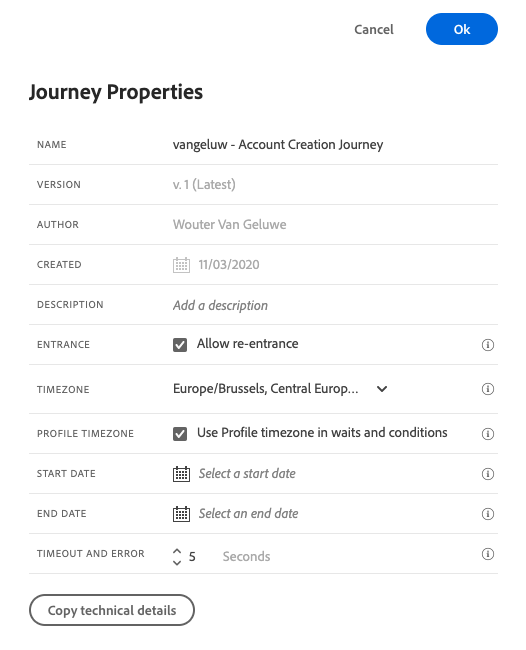 Cancel Ok
Journey Properties
NAME vangeluw - Account Creation Journey
VERSION v. 1 (Latest)
AUTHOR Wouter Van Geluwe
CREATED 11/03/2020
DESCRIPTION Add a description
ENTRANCE Allow re-entrance
TIMEZONE Europe/Brussels, Central Europ...
PROFILE TIMEZONE Use Profile timezone in waits and conditions
START DATE Select a start date
END DATE Select an end date
TIMEOUT AND ERROR 5 Seconds
Copy technical details